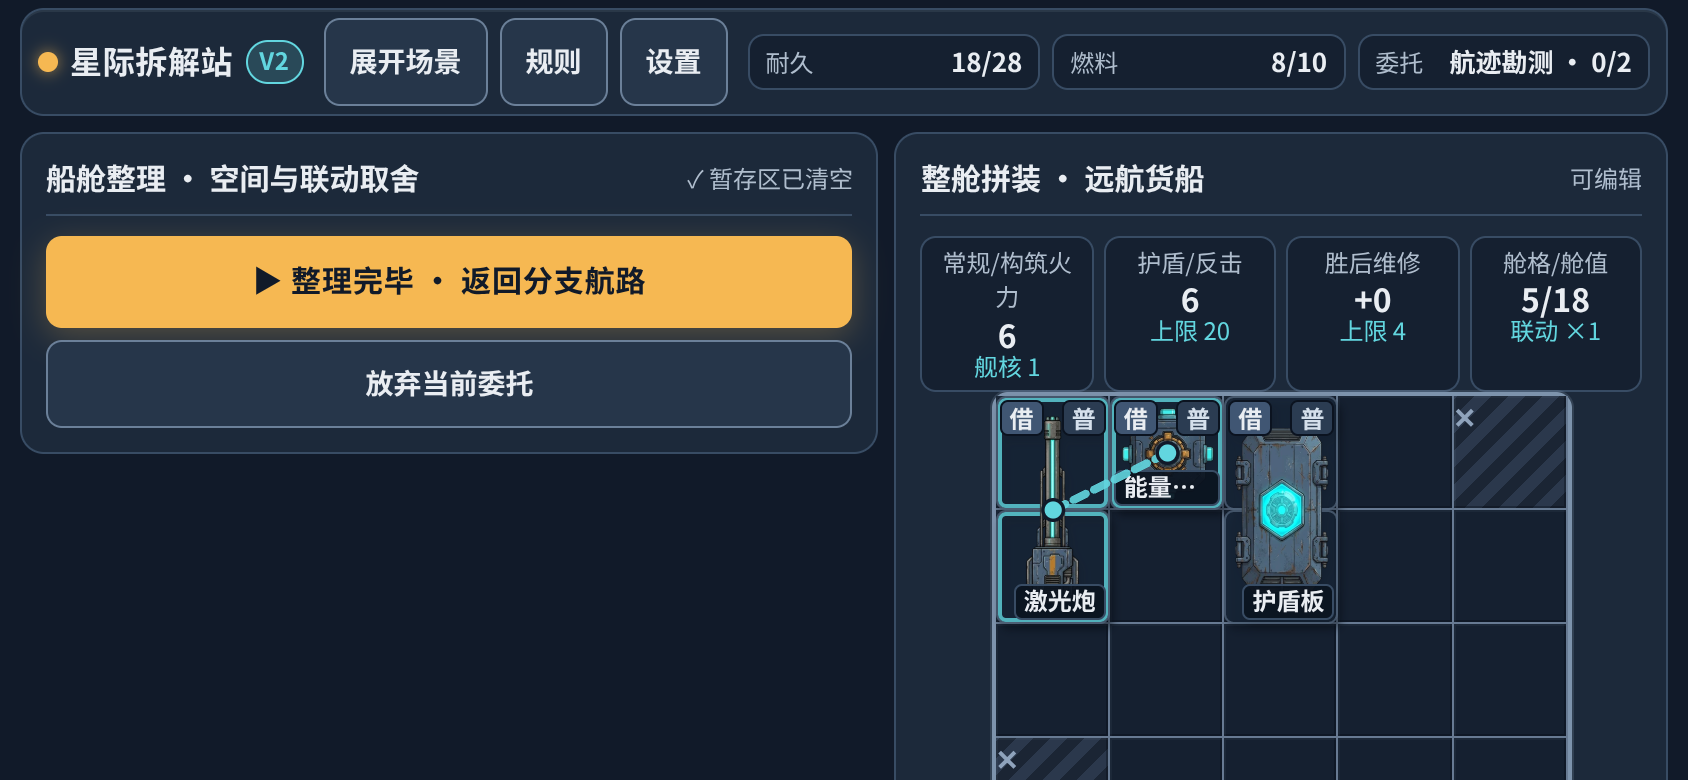 星际拆解站 V2 展开场景 规则 设置 耐久 18/28 燃料 8/10 委托 航迹勘测 · 0/2
船舱整理 · 空间与联动取舍 ✓ 暂存区已清空
▶ 整理完毕 · 返回分支航路
放弃当前委托
整舱拼装 · 远航货船 可编辑
常规/构筑火
力
6
舰核 1
护盾/反击
6
上限 20
胜后维修
+0
上限 4
舱格/舱值
5/18
联动 ×1
借 普 借 普 借 普 ×
能量···
激光炮 护盾板
×